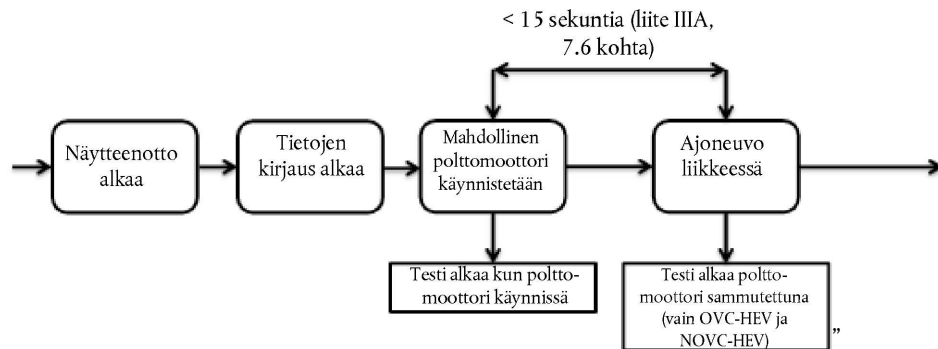 < 15 sekuntia (liite IIIA,
7.6 kohta)
Näytteenotto
alkaa
Tietojen
kirjaus alkaa
Mahdollinen
polttomoottori
käynnistetään
Ajoneuvo
liikkeessä
Testi alkaa kun poltto-
moottori käynnissä
Testi alkaa poltto-
moottori sammutettuna
(vain OVC-HEV ja
NOVC-HEV)
”